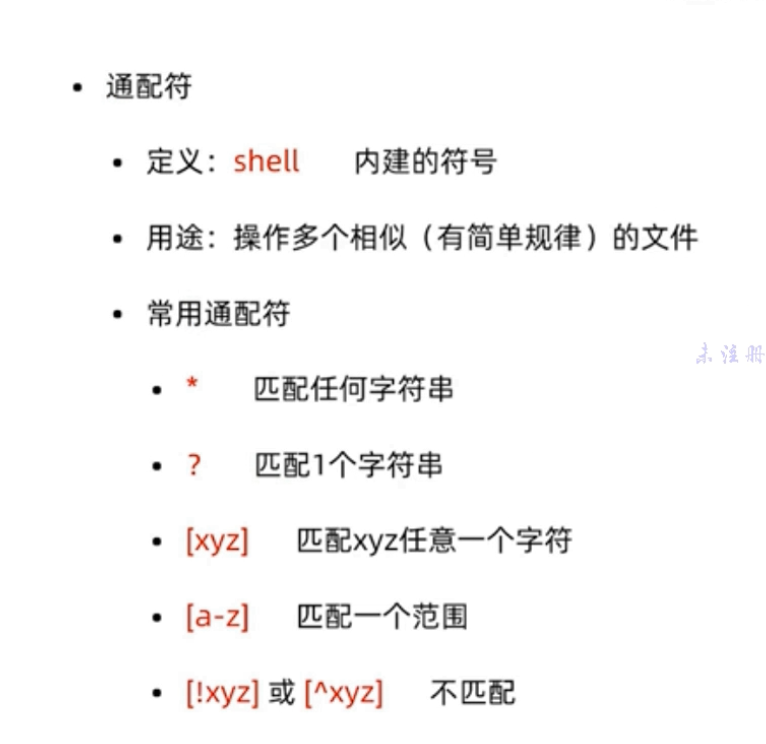 • 通配符
• 定义：shell 内建的符号
• 用途：操作多个相似（有简单规律）的文件
• 常用通配符
未注册
• * 匹配任何字符串
• ? 匹配1个字符串
• [xyz] 匹配xyz任意一个字符
• [a-z] 匹配一个范围
• [!xyz] 或 [^xyz] 不匹配